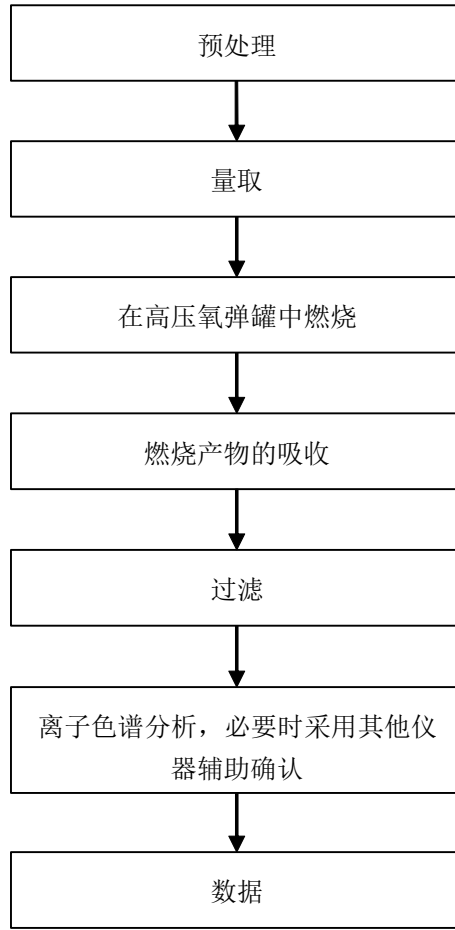 预处理
量取
在高压氧弹罐中燃烧
燃烧产物的吸收
过滤
离子色谱分析，必要时采用其他仪
器辅助确认
数据